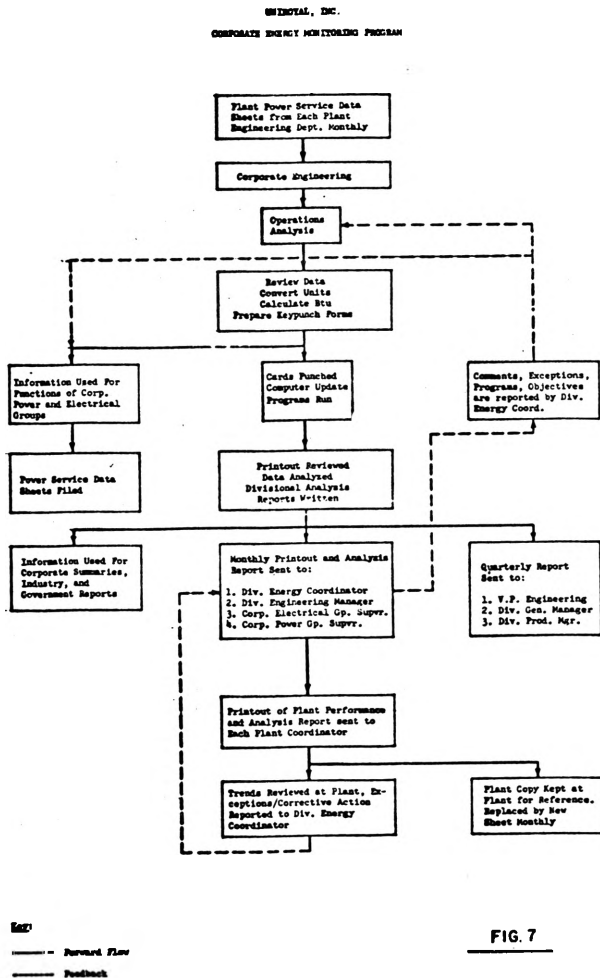 UNIROYAL, INC.
CORPORATE ENERGY MONITORING PROGRAM
Plant Power Service Data
Sheets from Each Plant
Engineering Dept. Monthly
Corporate Engineering
Operations
Analysis
Review Data
Convert Units
Calculate Btu
Prepare Keypunch Forms
Information Used For
Functions of Corp.
Power and Electrical
Groups
Cards Punched
Computer Update
Programs Run
Comments, Exceptions,
Programs, Objectives
are reported by Div.
Energy Coord.
Power Service Data
Sheets Filed
Printout Reviewed
Data Analyzed
Divisional Analysis
Reports Written
Information Used For
Corporate Summaries,
Industry, and
Government Reports
Monthly Printout and Analysis
Report Sent to:
1. Div. Energy Coordinator
2. Div. Engineering Manager
3. Corp. Electrical Gp. Supvr.
4. Corp. Power Gp. Supvr.
Quarterly Report
Sent to:
1. V.P. Engineering
2. Div. Gen. Manager
3. Div. Prod. Mgr.
Printout of Plant Performance
and Analysis Report sent to
Each Plant Coordinator
Trends Reviewed at Plant, Ex-
ceptions/Corrective Action
Reported to Div. Energy
Coordinator
Plant Copy Kept at
Plant for Reference.
Replaced by New
Sheet Monthly
Key:
Forward Flow
Feedback
FIG. 7